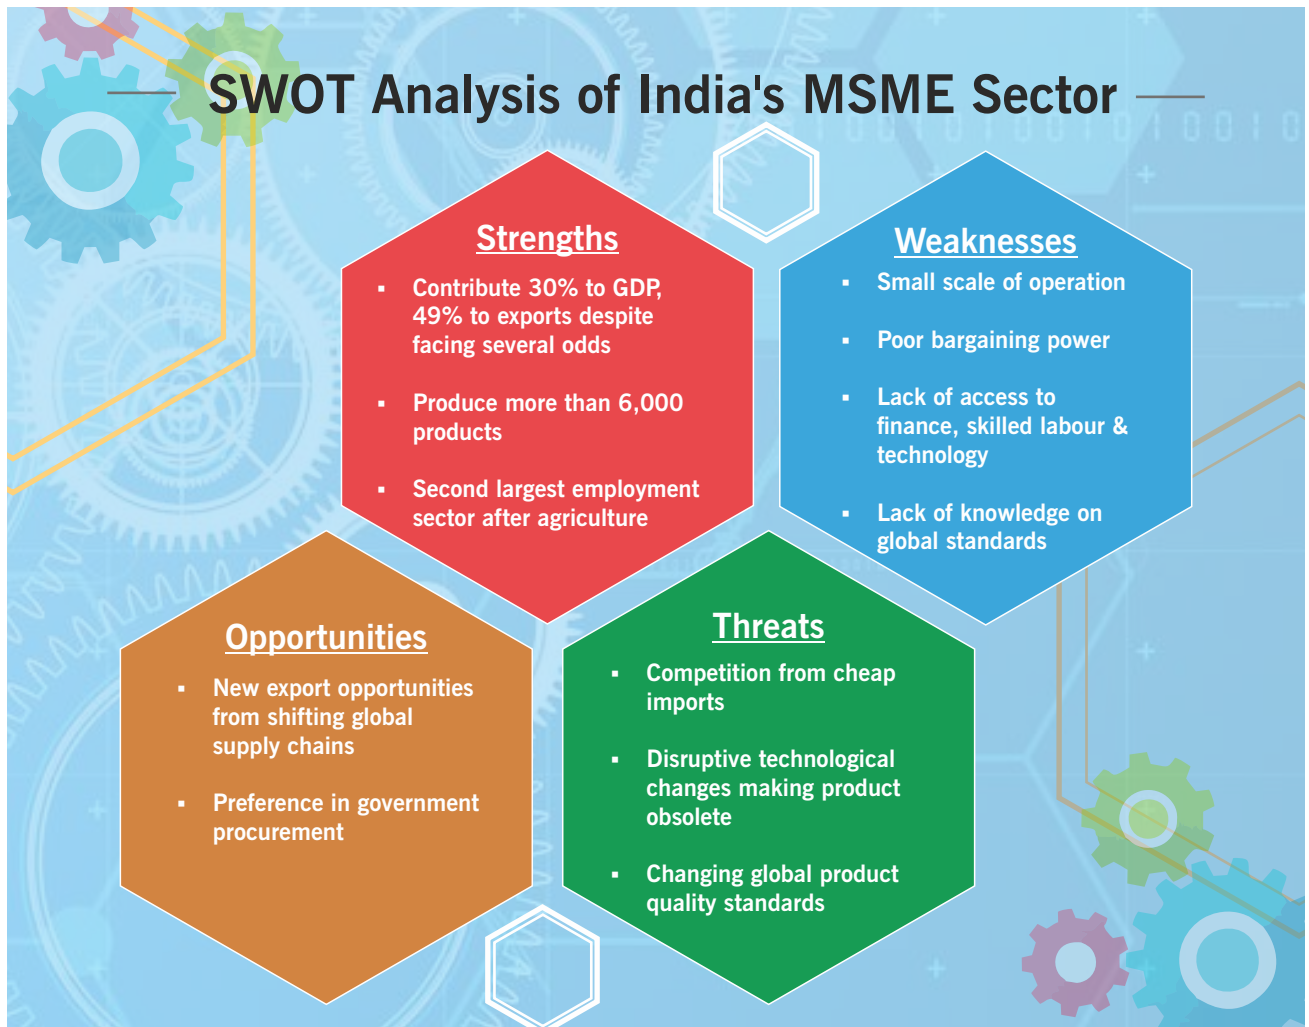 SWOT Analysis of India's MSME Sector
Strengths
▪ Contribute 30% to GDP,
49% to exports despite
facing several odds
▪ Produce more than 6,000
products
▪ Second largest employment
sector after agriculture
Weaknesses
▪ Small scale of operation
▪ Poor bargaining power
▪ Lack of access to
finance, skilled labour &
technology
▪ Lack of knowledge on
global standards
Opportunities
▪ New export opportunities
from shifting global
supply chains
▪ Preference in government
procurement
Threats
▪ Competition from cheap
imports
▪ Disruptive technological
changes making product
obsolete
▪ Changing global product
quality standards